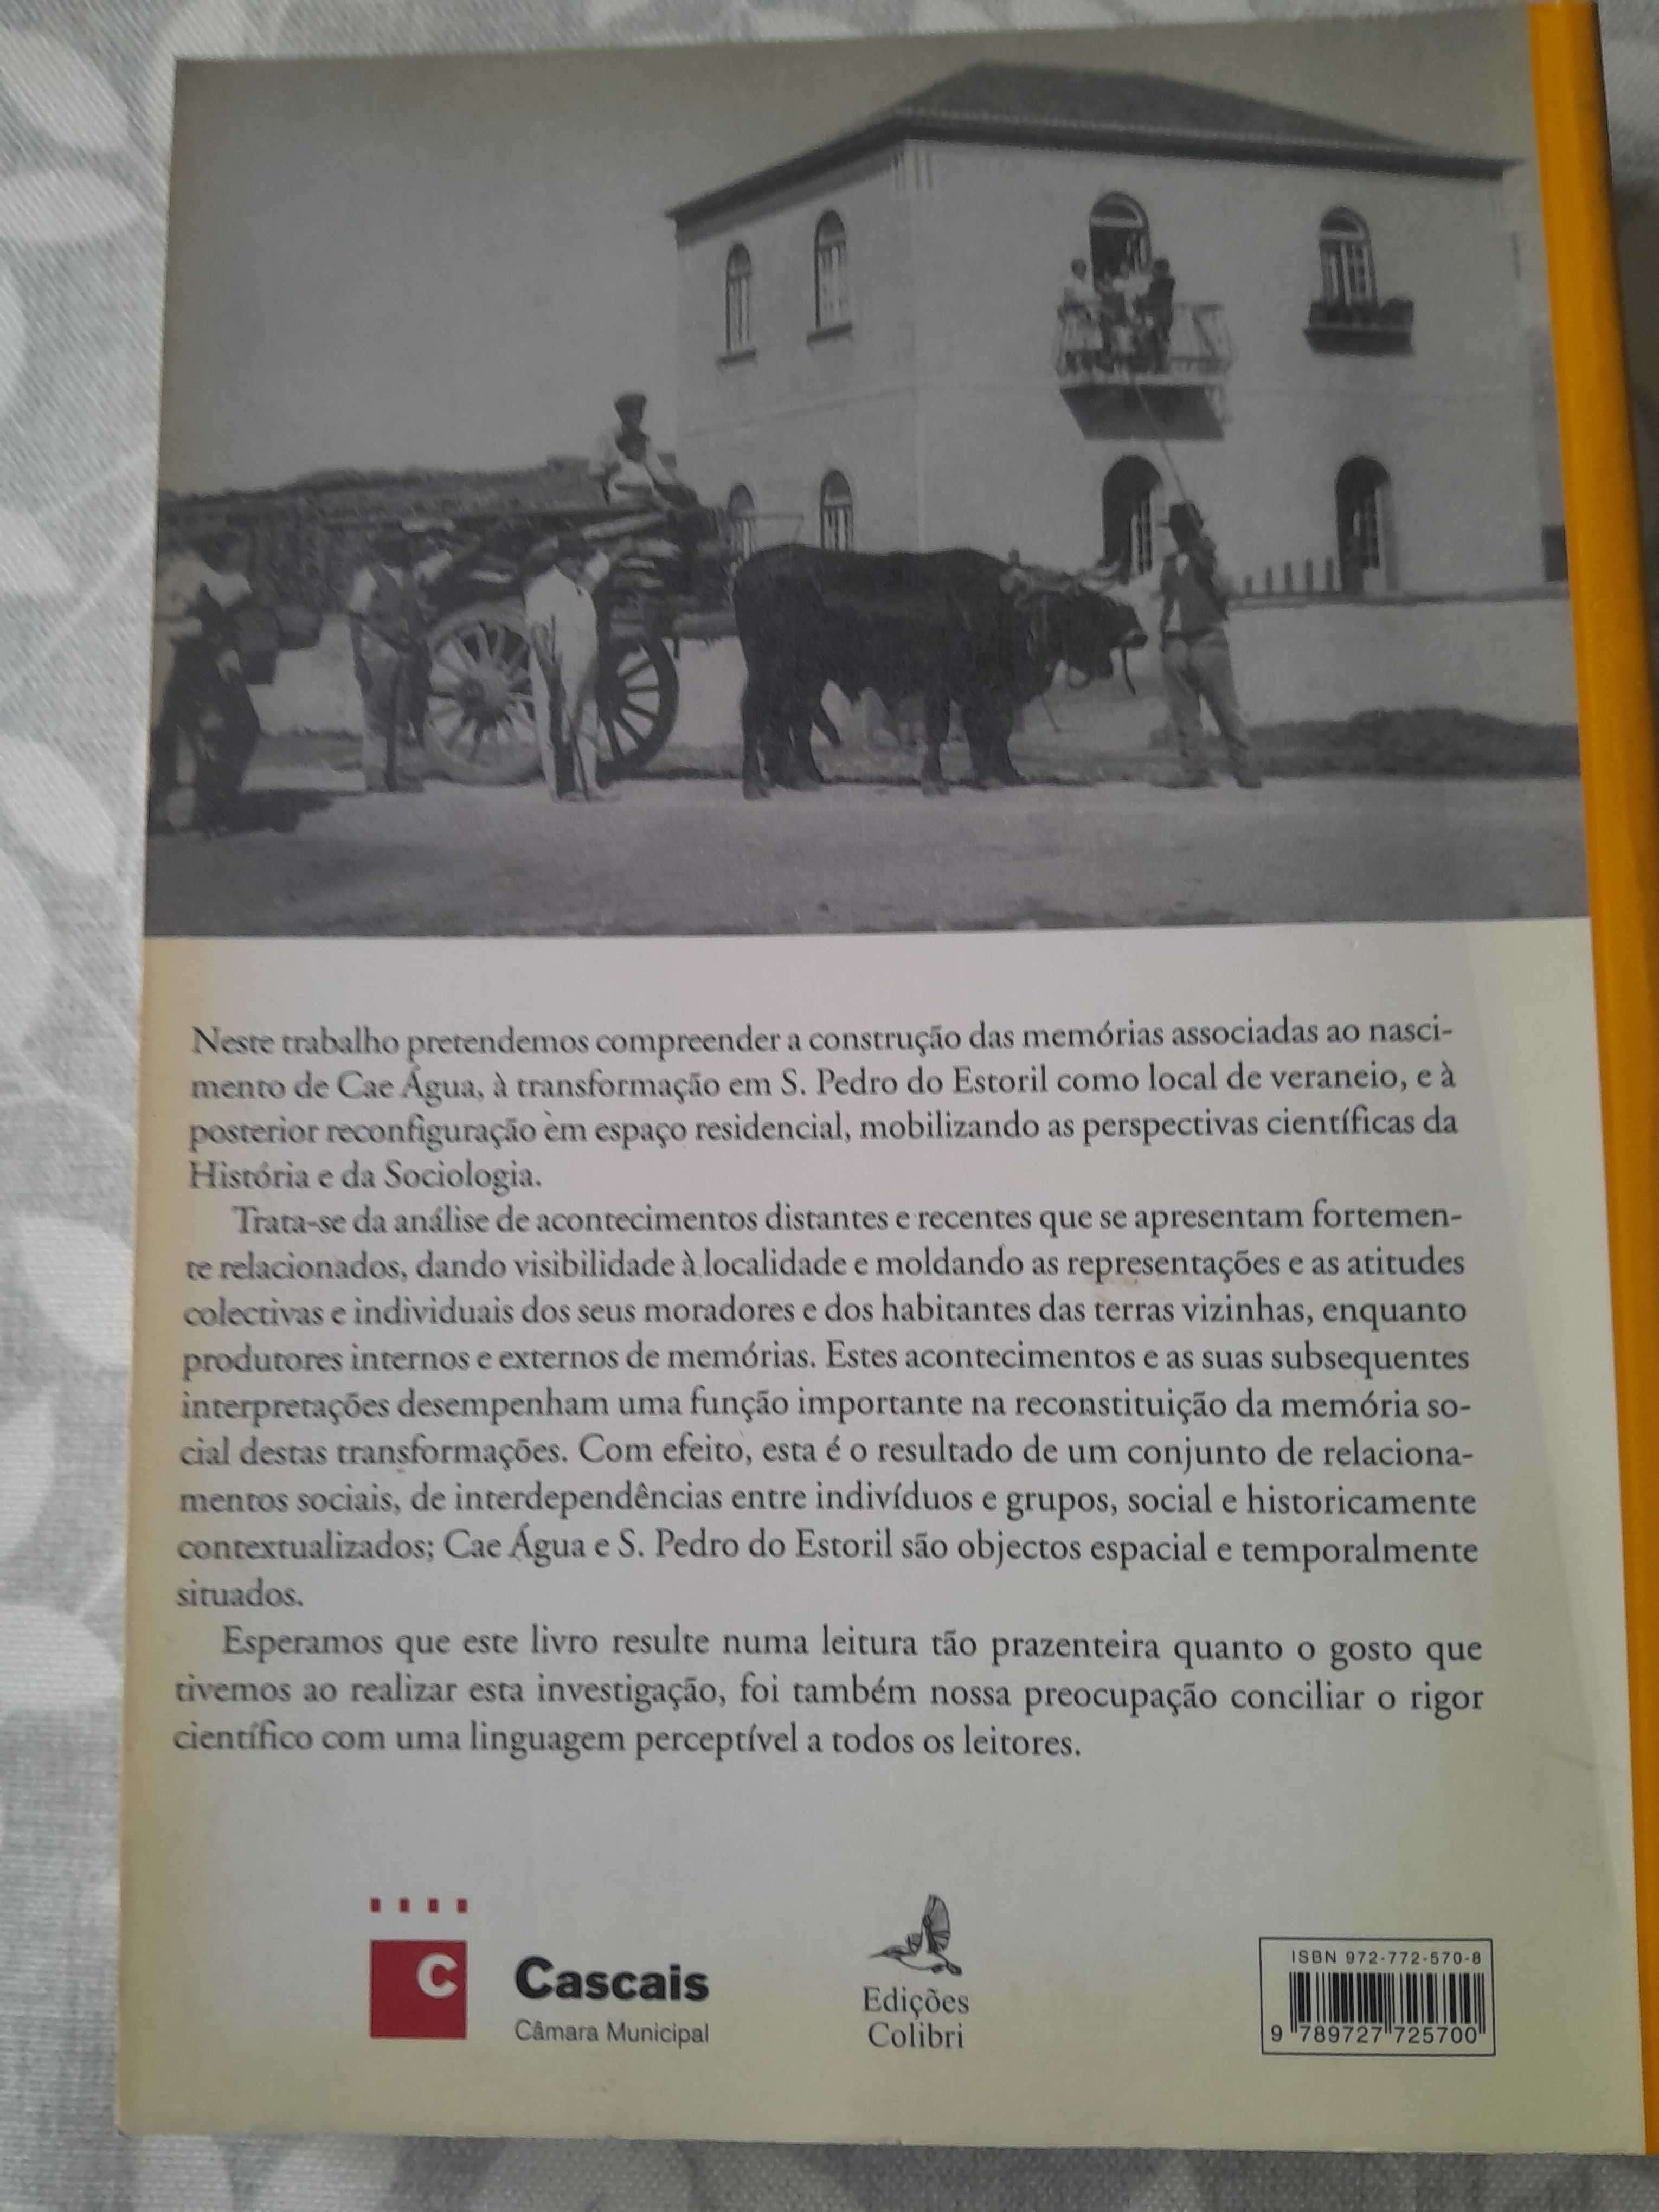 Neste trabalho pretendemos compreender a construção das memórias associadas ao nasci-
mento de Cae Água, à transformação em S. Pedro do Estoril como local de veraneio, e à
posterior reconfiguração em espaço residencial, mobilizando as perspectivas científicas da
História e da Sociologia.
Trata-se da análise de acontecimentos distantes e recentes que se apresentam fortemen-
te relacionados, dando visibilidade à localidade e moldando as representações e as atitudes
colectivas e individuais dos seus moradores e dos habitantes das terras vizinhas, enquanto
produtores internos e externos de memórias. Estes acontecimentos e as suas subsequentes
interpretações desempenham uma função importante na reconstituição da memória so-
cial destas transformações. Com efeito, esta é o resultado de um conjunto de relaciona-
mentos sociais, de interdependências entre indivíduos e grupos, social e historicamente
contextualizados; Cae Água e S. Pedro do Estoril são objectos espacial e temporalmente
situados.
Esperamos que este livro resulte numa leitura tão prazenteira quanto o gosto que
tivemos ao realizar esta investigação, foi também nossa preocupação conciliar o rigor
científico com uma linguagem perceptível a todos os leitores.
C
Cascais
Câmara Municipal
Edições
Colibri
ISBN 972-772-570-8
9 789727 725700